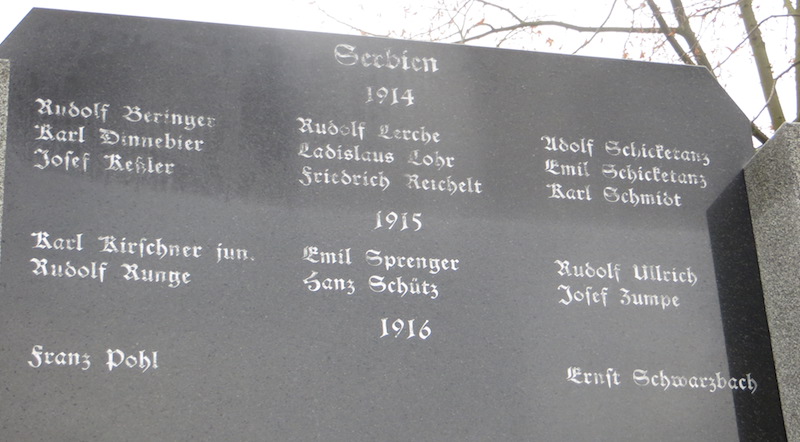 Serbien
1914
Rudolf Beringer Rudolf Lerche Adolf Schicketanz
Karl Dinnebier Ladislaus Lohr Emil Schicketanz
Josef Keßler Friedrich Reichelt Karl Schmidt
1915
Karl Kirschner jun. Emil Sprenger Rudolf Ullrich
Rudolf Runge Hanz Schütz Josef Zumpe
1916
Franz Pohl Ernst Schwarzbach